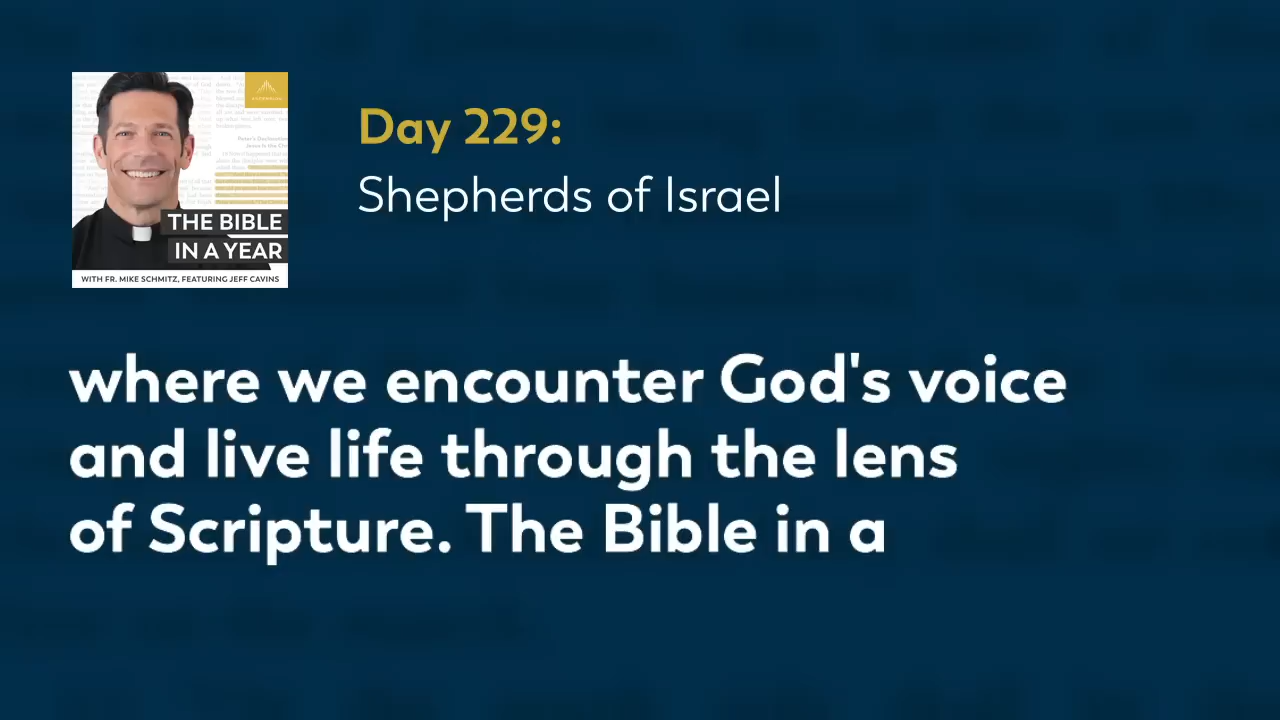 THE BIBLE
IN A YEAR
WITH FR. MIKE SCHMITZ, FEATURING JEFF CAVINS
Day 229:
Shepherds of Israel
where we encounter God's voice
and live life through the lens
of Scripture. The Bible in a